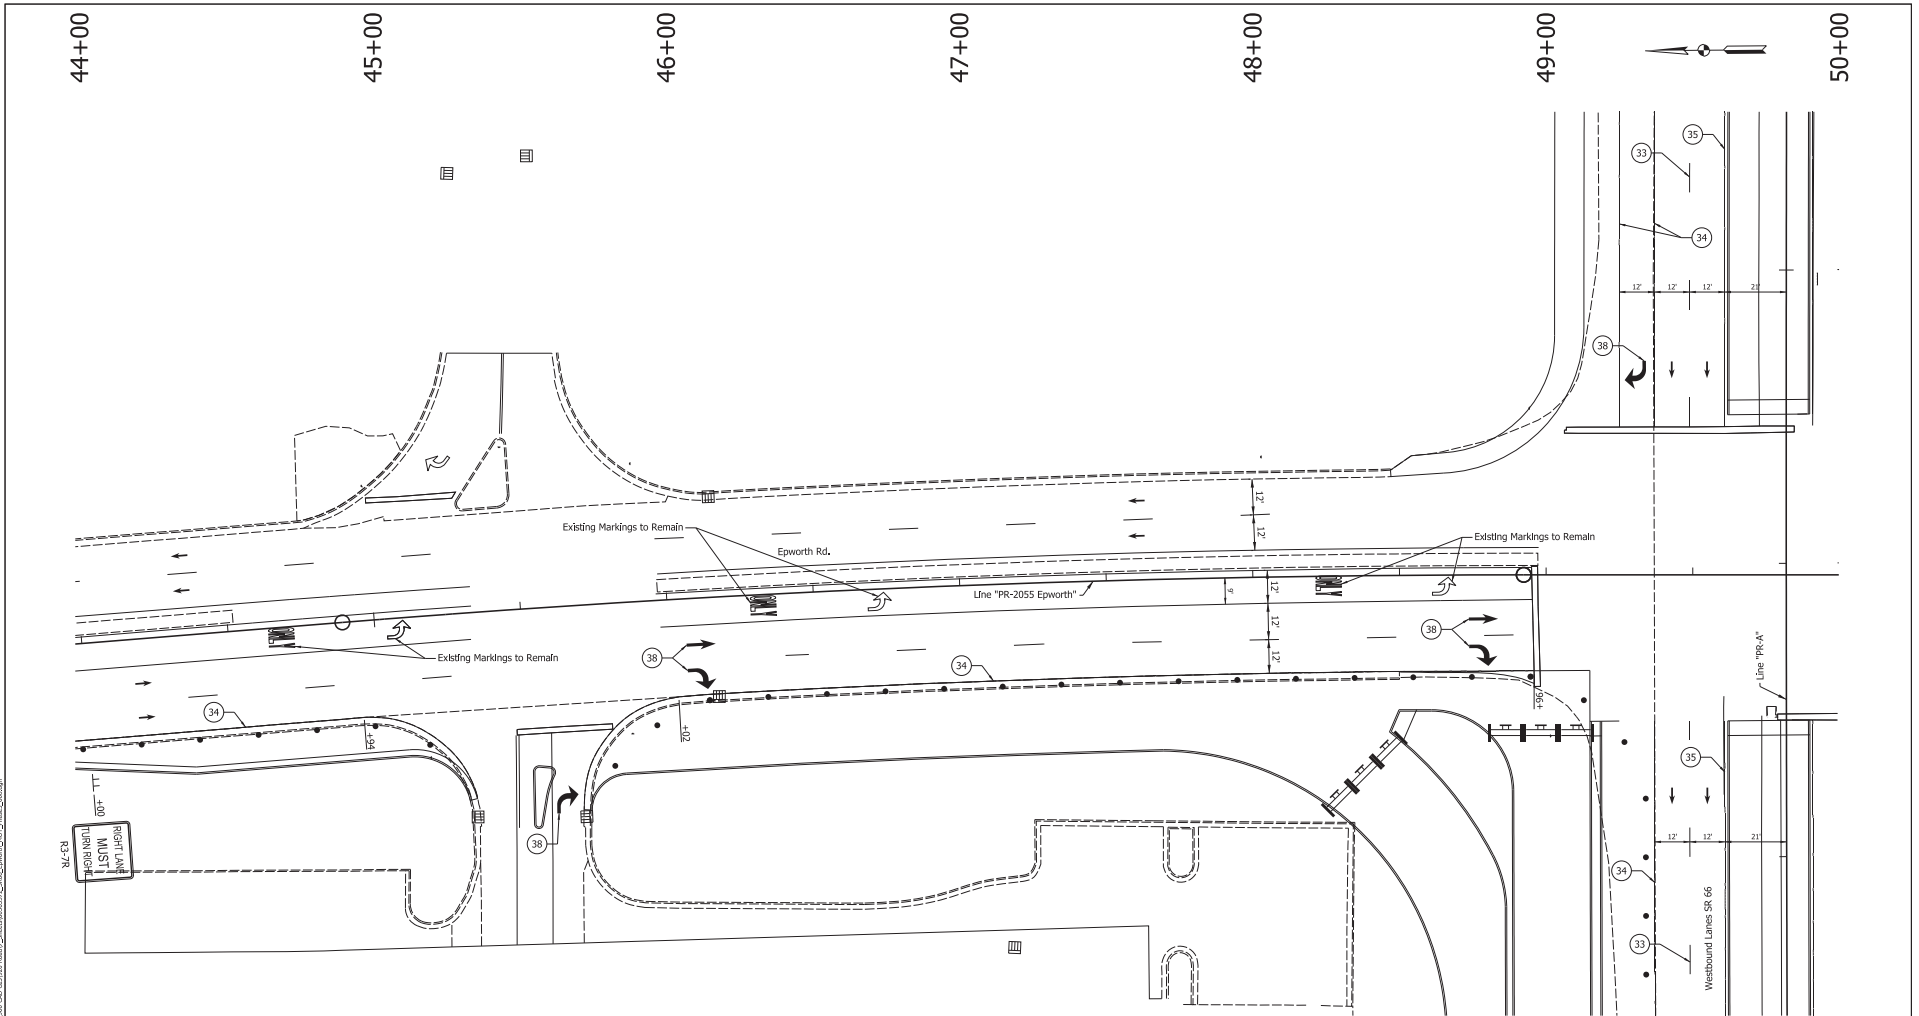 44+00
45+00
46+00
47+00
48+00
49+00
50+00
35
33
34
12'
12'
12'
21'
38
12'
12'
Existing Markings to Remain
Epworth Rd.
Existing Markings to Remain
ONLY
ONLY
ONLY
Line "PR-2055 Epworth"
9'
12'
12'
12'
38
38
Existing Markings to Remain
34
34
+94
+02
+96
Line "PR-A"
35
12'
12'
21'
34
33
Westbound Lanes SR 66
38
+00
RIGHT LANE
MUST
TURN RIGHT
R3-7R